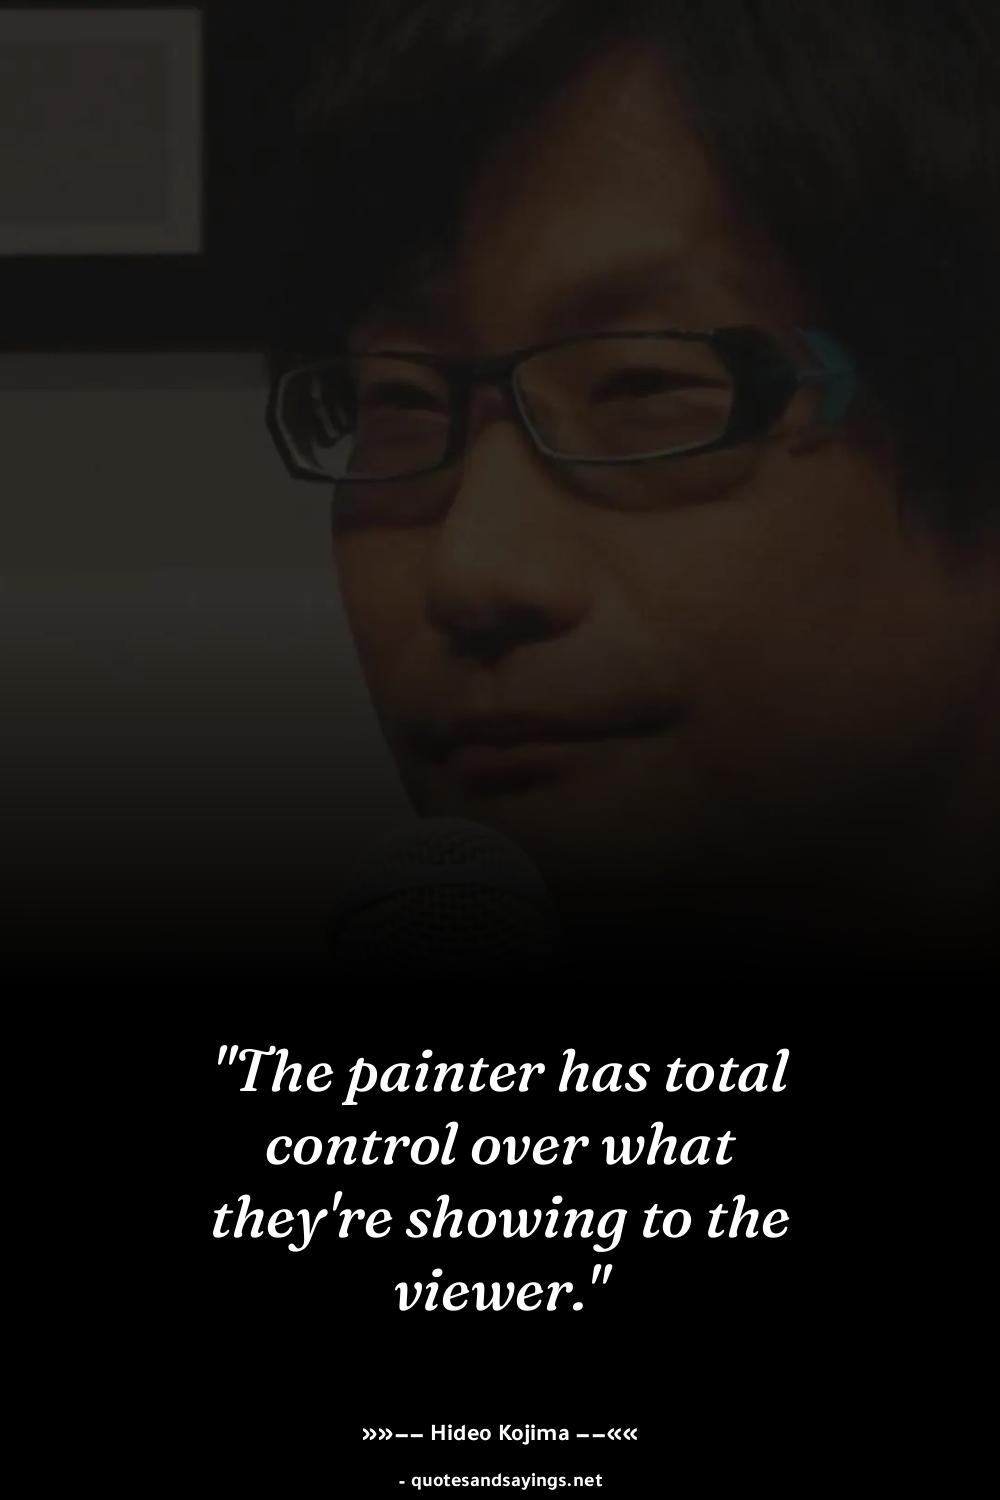 "The painter has total
control over what
they're showing to the
viewer."
»»–– Hideo Kojima ––««
- quotesandsayings.net